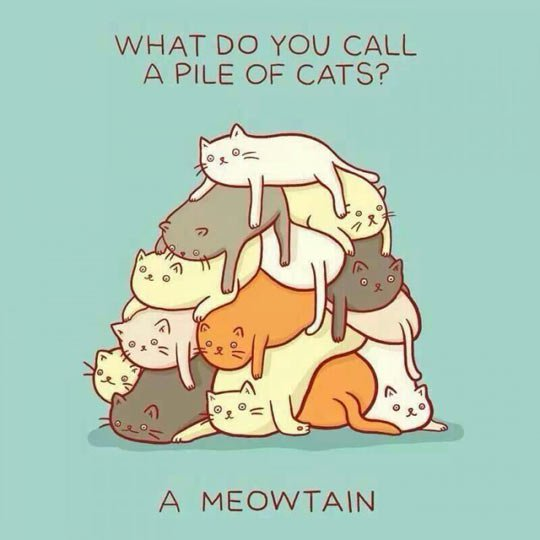 WHAT DO YOU CALL
A PILE OF CATS?
A MEOWTAIN